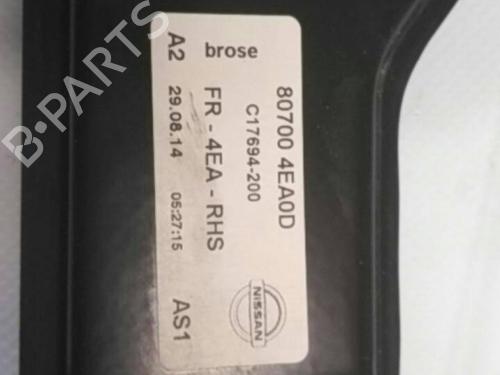 80700 4EA0D
C17694-200
brose
FR - 4EA - RHS
A2
29.08.14
05:27:15
AS1
NISSAN
B-PARTS